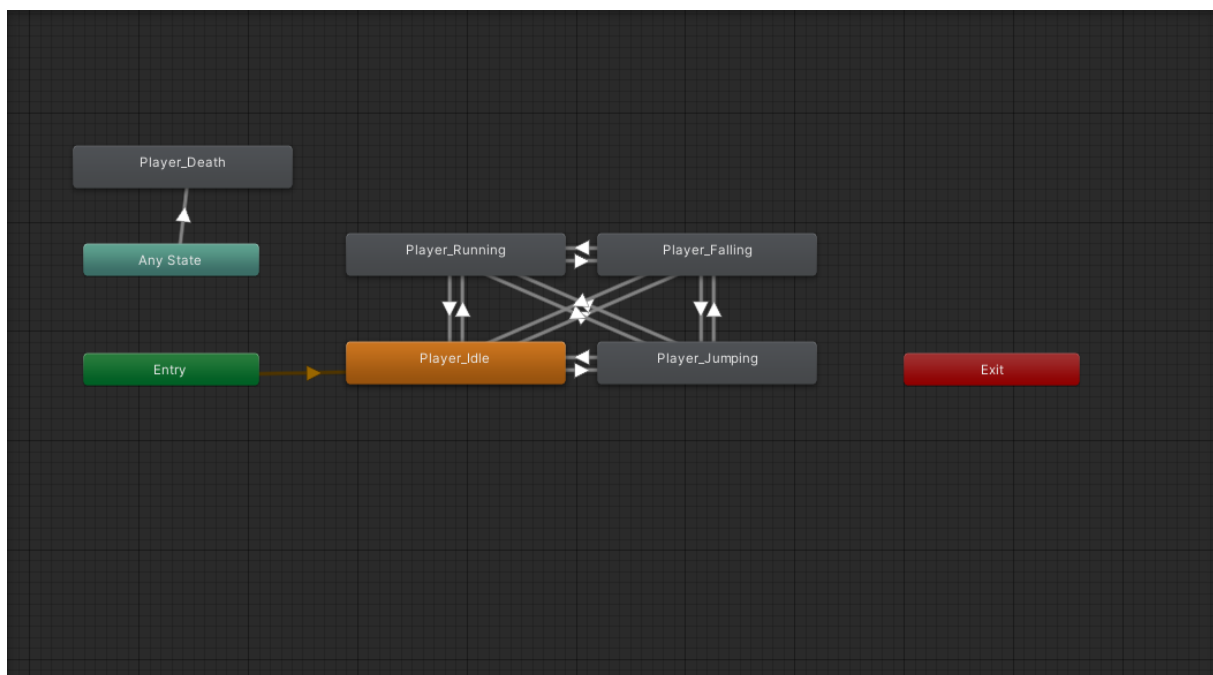 Player_Death
Any State
Player_Running
Player_Falling
Player_Idle
Player_Jumping
Entry
Exit